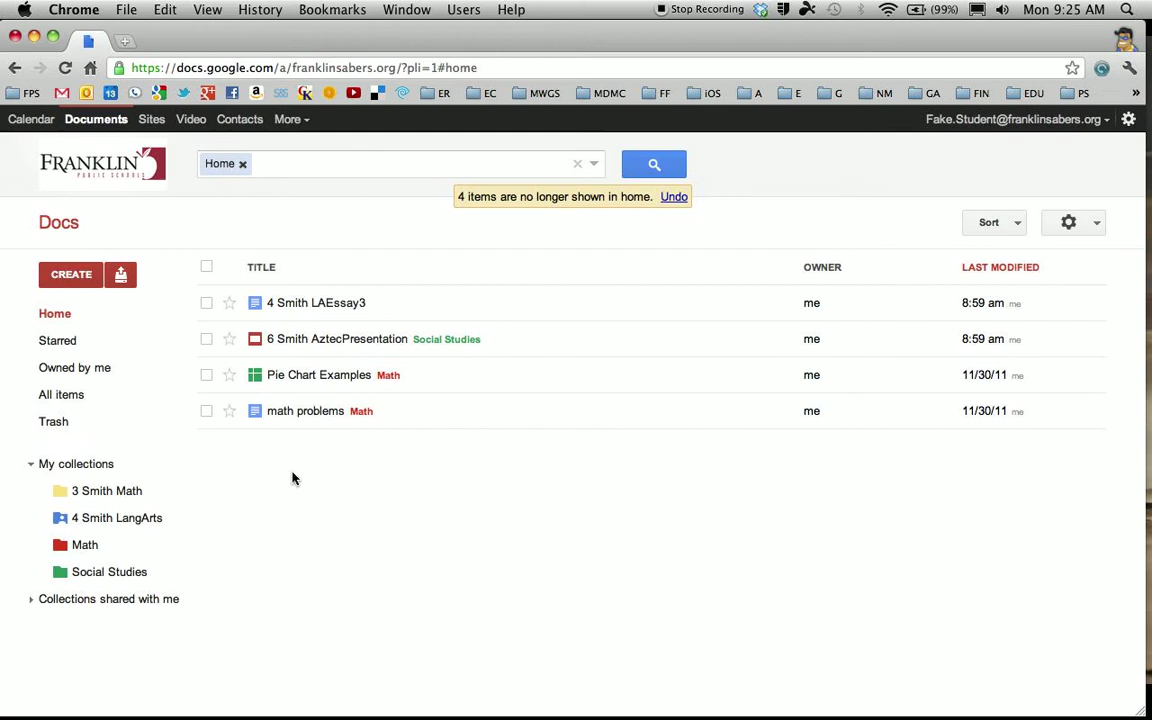 Chrome File Edit View History Bookmarks Window Users Help Stop Recording (99%) Mon 9:25 AM
https://docs.google.com/a/franklinsabers.org/?pli=1#home
FPS 13 SBS ER EC MWGS MDMC FF iOS A E G NM GA FIN EDU PS »
Calendar Documents Sites Video Contacts More Fake.Student@franklinsabers.org
FRANKLIN
PUBLIC SCHOOLS
Home
4 items are no longer shown in home. Undo
Docs
Sort
CREATE
TITLE OWNER LAST MODIFIED
4 Smith LAEssay3 me 8:59 am me
6 Smith AztecPresentation Social Studies me 8:59 am me
Pie Chart Examples Math me 11/30/11 me
math problems Math me 11/30/11 me
Home
Starred
Owned by me
All items
Trash
My collections
3 Smith Math
4 Smith LangArts
Math
Social Studies
Collections shared with me